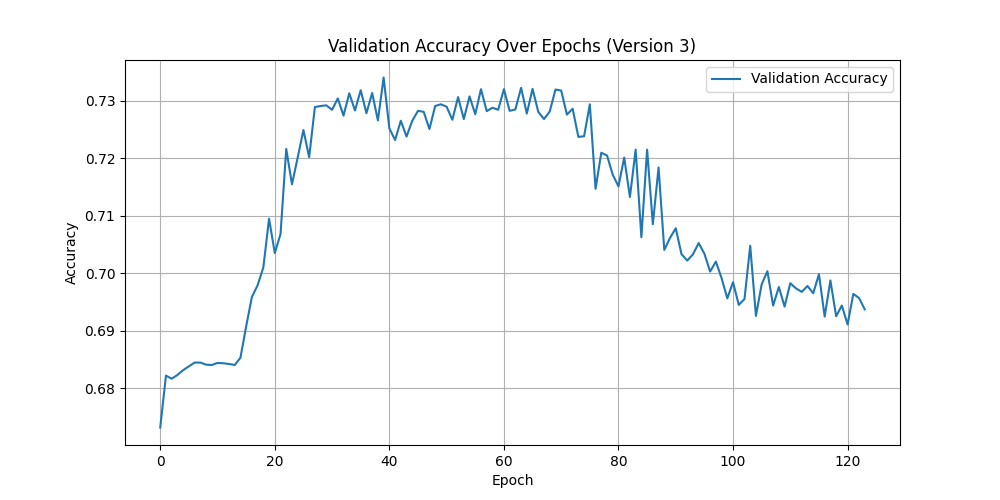 Validation Accuracy Over Epochs (Version 3)
Validation Accuracy
0.73
0.72
0.71
0.70
0.69
0.68
Accuracy
0 20 40 60 80 100 120
Epoch